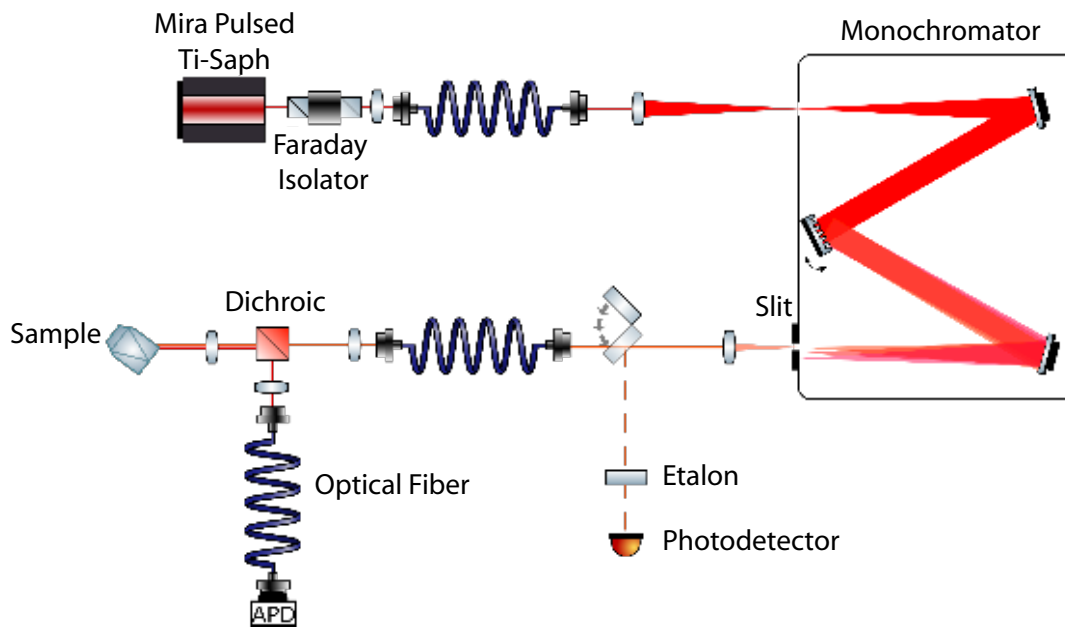 Mira Pulsed
Ti-Saph
Monochromator
Faraday
Isolator
Slit
Dichroic
Sample
Optical Fiber
Etalon
Photodetector
APD